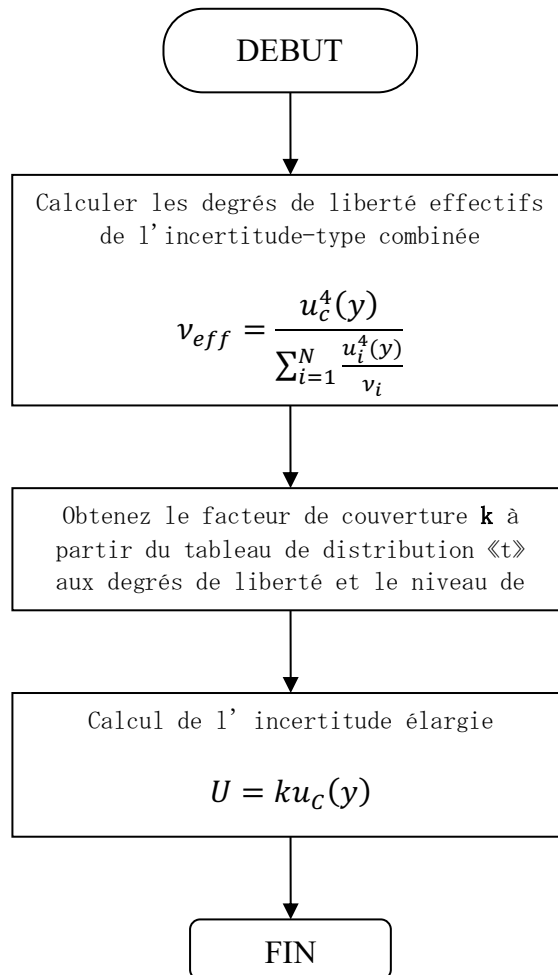 DEBUT
Calculer les degrés de liberté effectifs
de l'incertitude-type combinée
ν_eff = u_c^4(y) / ∑_{i=1}^{N} u_i^4(y)/ν_i
Obtenez le facteur de couverture k à
partir du tableau de distribution 《t》
aux degrés de liberté et le niveau de
Calcul de l' incertitude élargie
U = ku_C(y)
FIN